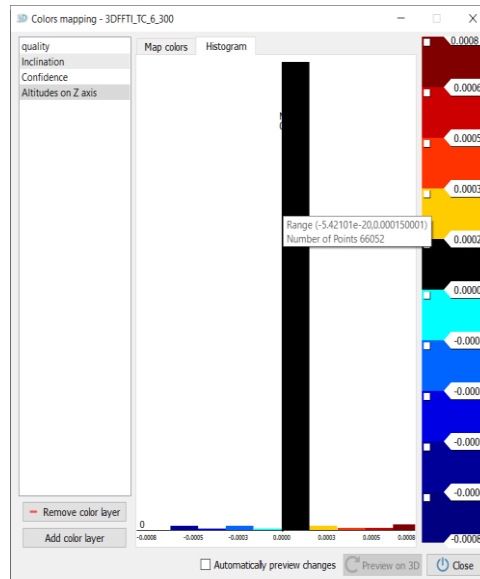 3D Colors mapping - 3DFFTI_TC_6_300
quality
Inclination
Confidence
Altitudes on Z axis
Map colors
Histogram
Range (-5.42101e-20,0.000150001)
Number of Points 66052
0
-0.0008
-0.0005
-0.0003
0.0000
0.0003
0.0005
0.0008
0.0008
0.0006
0.0005
0.0003
0.0002
0.0000
-0.000
-0.000
-0.000
-0.000
-0.0008
Remove color layer
Add color layer
Automatically preview changes
Preview on 3D
Close